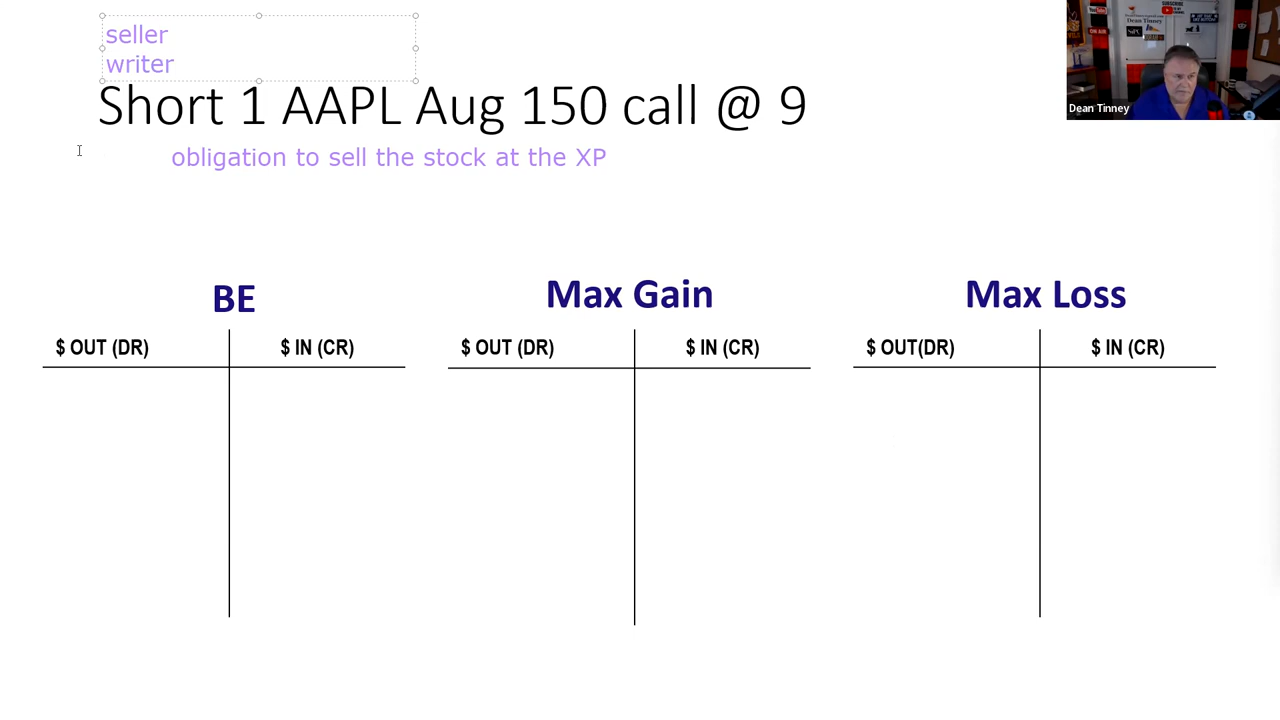 seller
writer
Short 1 AAPL Aug 150 call @ 9
obligation to sell the stock at the XP
Dean Tinney
BE
Max Gain
Max Loss
$ OUT (DR)
$ IN (CR)
$ OUT (DR)
$ IN (CR)
$ OUT(DR)
$ IN (CR)